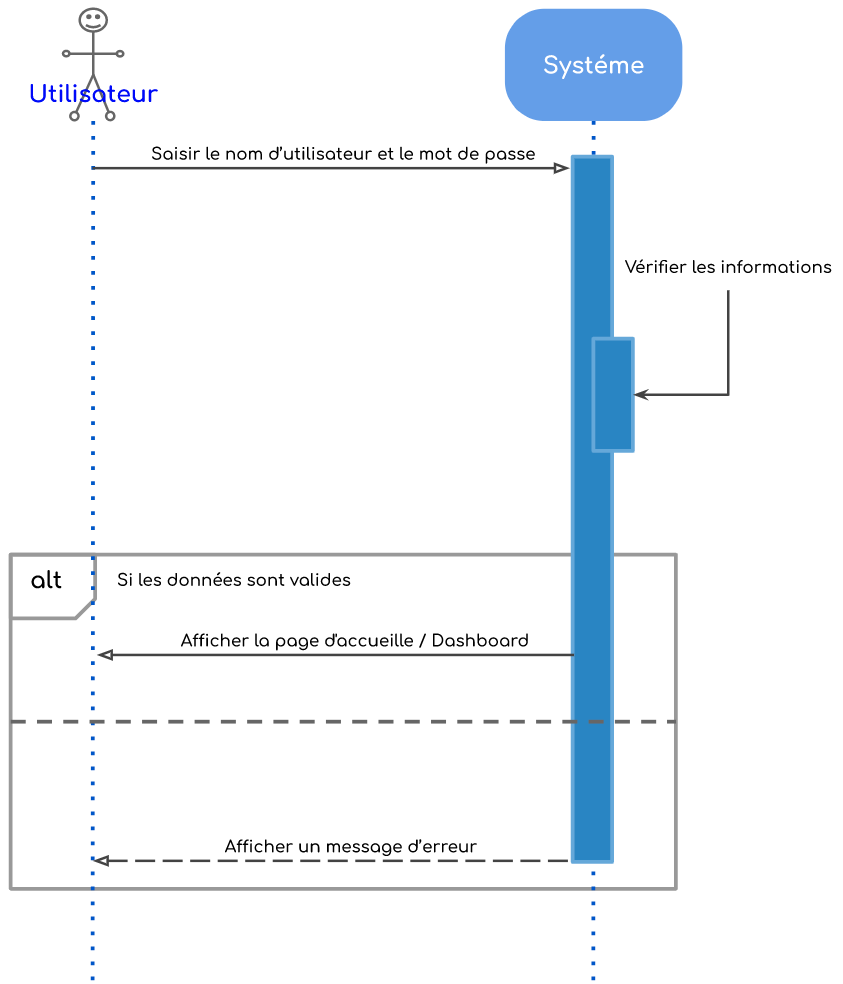 Utilisateur
Systéme
Saisir le nom d'utilisateur et le mot de passe
Vérifier les informations
alt
Si les données sont valides
Afficher la page d'accueille / Dashboard
Afficher un message d'erreur